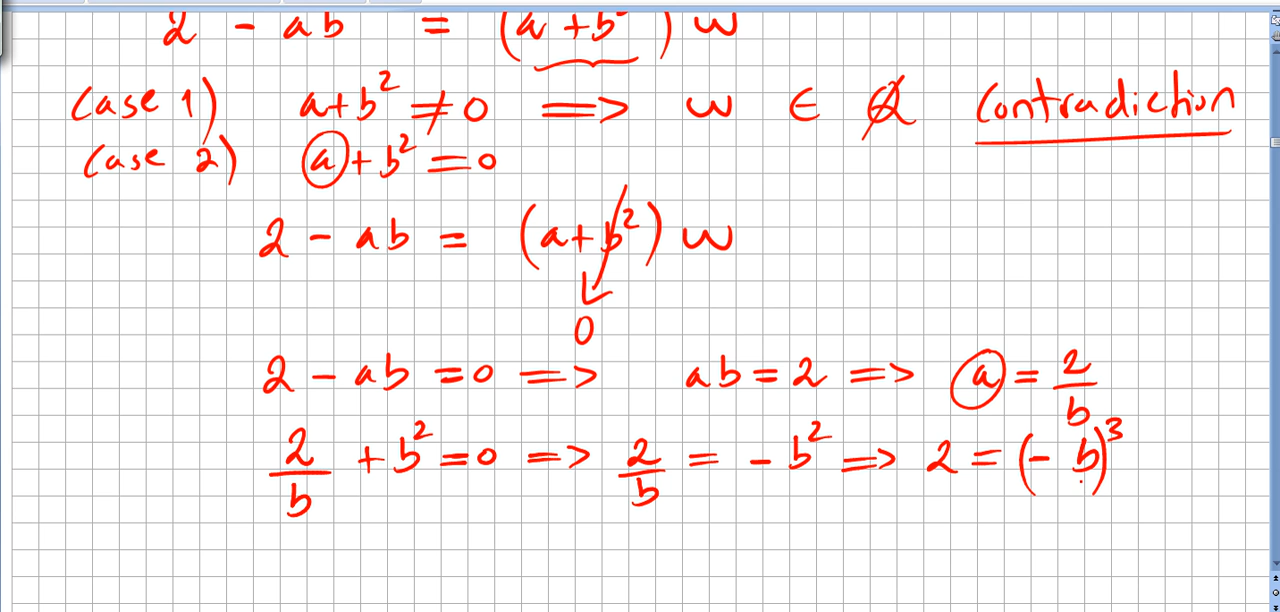 2 - ab = (a + b²) w
Case 1) a+b² ≠ 0 => w ∈ Q Contradiction
Case 2) a + b² = 0
2 - ab = (a + b²) w
0
2 - ab = 0 => ab = 2 => a = 2/b
2/b + b² = 0 => 2/b = - b² => 2 = (- b)³